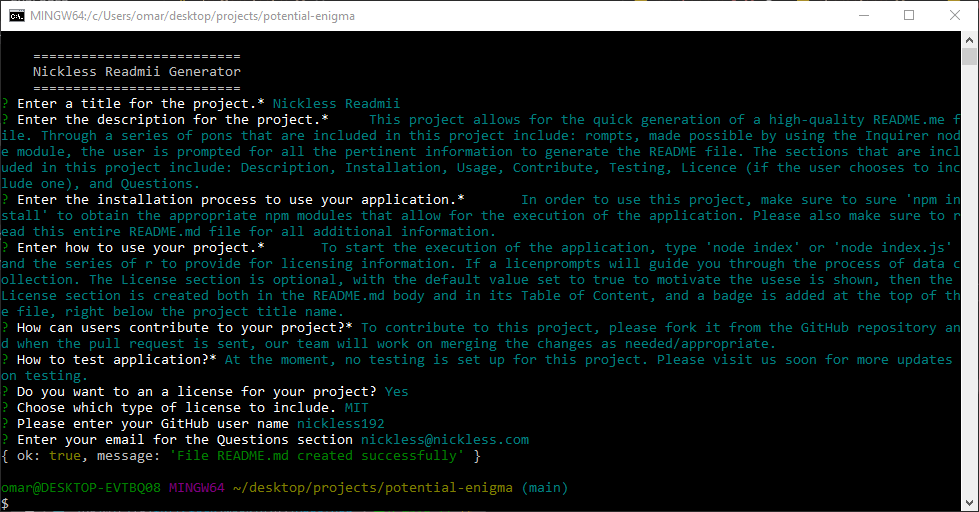 MINGW64:/c/Users/omar/desktop/projects/potential-enigma
==========================
Nickless Readmii Generator
==========================
? Enter a title for the project.* Nickless Readmii
? Enter the description for the project.*     This project allows for the quick generation of a high-quality README.me f
ile. Through a series of pons that are included in this project include: rompts, made possible by using the Inquirer nod
e module, the user is prompted for all the pertinent information to generate the README file. The sections that are incl
uded in this project include: Description, Installation, Usage, Contribute, Testing, Licence (if the user chooses to inc
lude one), and Questions.
? Enter the installation process to use your application.*       In order to use this project, make sure to sure 'npm in
stall' to obtain the appropriate npm modules that allow for the execution of the application. Please also make sure to r
ead this entire README.md file for all additional information.
? Enter how to use your project.*       To start the execution of the application, type 'node index' or 'node index.js'
and the series of r to provide for licensing information. If a licenprompts will guide you through the process of data c
ollection. The License section is optional, with the default value set to true to motivate the usese is shown, then the
License section is created both in the README.md body and in its Table of Content, and a badge is added at the top of th
e file, right below the project title name.
? How can users contribute to your project?* To contribute to this project, please fork it from the GitHub repository an
d when the pull request is sent, our team will work on merging the changes as needed/appropriate.
? How to test application?* At the moment, no testing is set up for this project. Please visit us soon for more updates
on testing.
? Do you want to an a license for your project? Yes
? Choose which type of license to include. MIT
? Please enter your GitHub user name nickless192
? Enter your email for the Questions section nickless@nickless.com
{ ok: true, message: 'File README.md created successfully' }
omar@DESKTOP-EVTBQ08 MINGW64 ~/desktop/projects/potential-enigma (main)
$